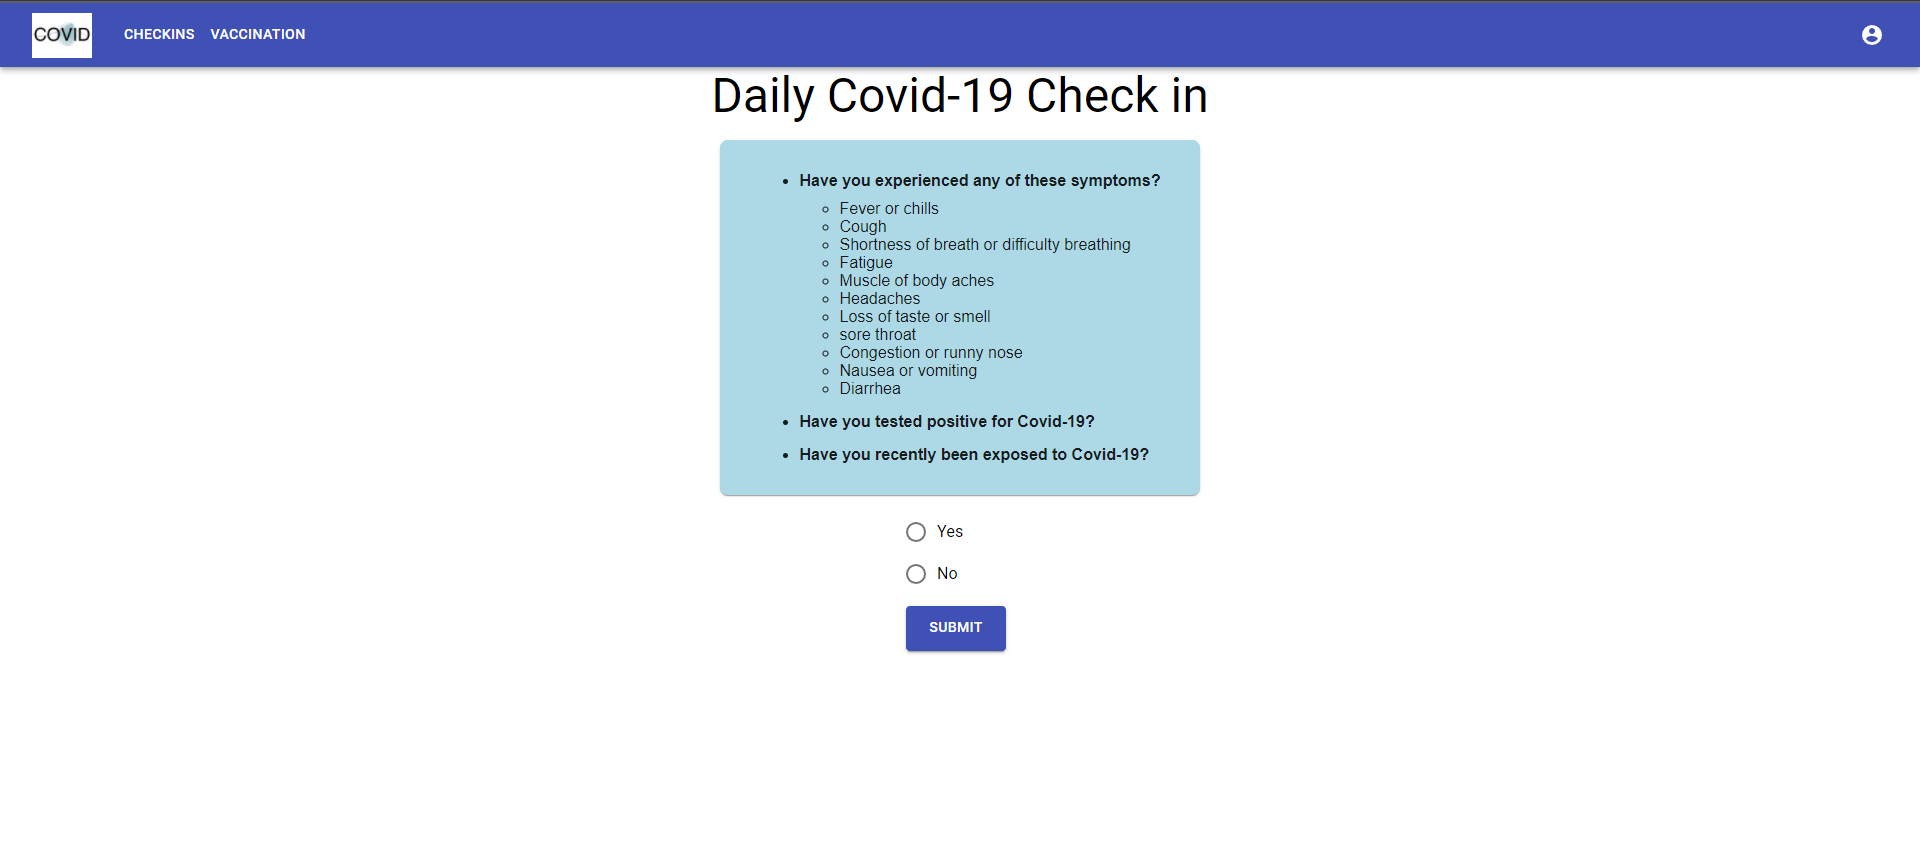 COVID CHECKINS VACCINATION
Daily Covid-19 Check in
Have you experienced any of these symptoms?
Fever or chills
Cough
Shortness of breath or difficulty breathing
Fatigue
Muscle of body aches
Headaches
Loss of taste or smell
sore throat
Congestion or runny nose
Nausea or vomiting
Diarrhea
Have you tested positive for Covid-19?
Have you recently been exposed to Covid-19?
Yes
No
SUBMIT